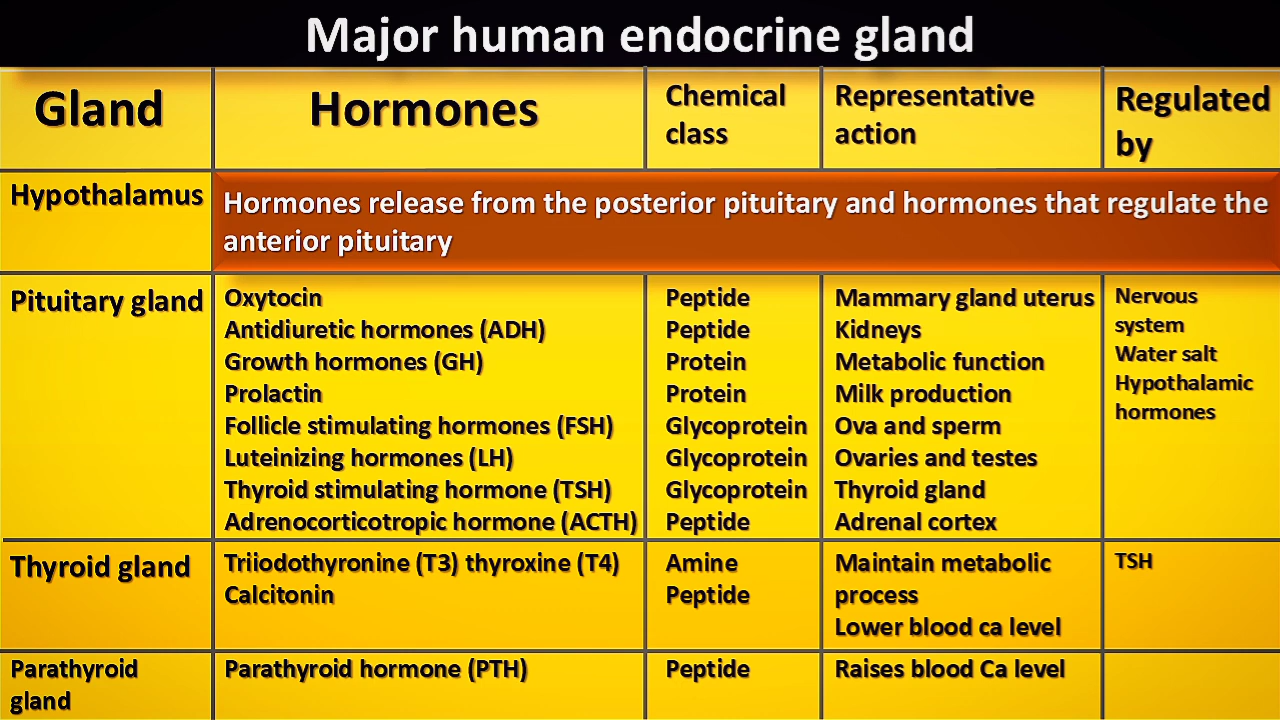 Major human endocrine gland
Gland
Hormones
Chemical
class
Representative
action
Regulated
by
Hypothalamus
Hormones release from the posterior pituitary and hormones that regulate the
anterior pituitary
Pituitary gland
Oxytocin
Antidiuretic hormones (ADH)
Growth hormones (GH)
Prolactin
Follicle stimulating hormones (FSH)
Luteinizing hormones (LH)
Thyroid stimulating hormone (TSH)
Adrenocorticotropic hormone (ACTH)
Peptide
Peptide
Protein
Protein
Glycoprotein
Glycoprotein
Glycoprotein
Peptide
Mammary gland uterus
Kidneys
Metabolic function
Milk production
Ova and sperm
Ovaries and testes
Thyroid gland
Adrenal cortex
Nervous
system
Water salt
Hypothalamic
hormones
Thyroid gland
Triiodothyronine (T3) thyroxine (T4)
Calcitonin
Amine
Peptide
Maintain metabolic
process
Lower blood ca level
TSH
Parathyroid
gland
Parathyroid hormone (PTH)
Peptide
Raises blood Ca level